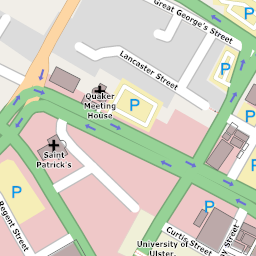 Great George's Street
Lancaster Street
Quaker
Meeting
House
P
P
Saint
Patrick's
P
P
P
Regent Street
Curtis Street
University of
Ulster